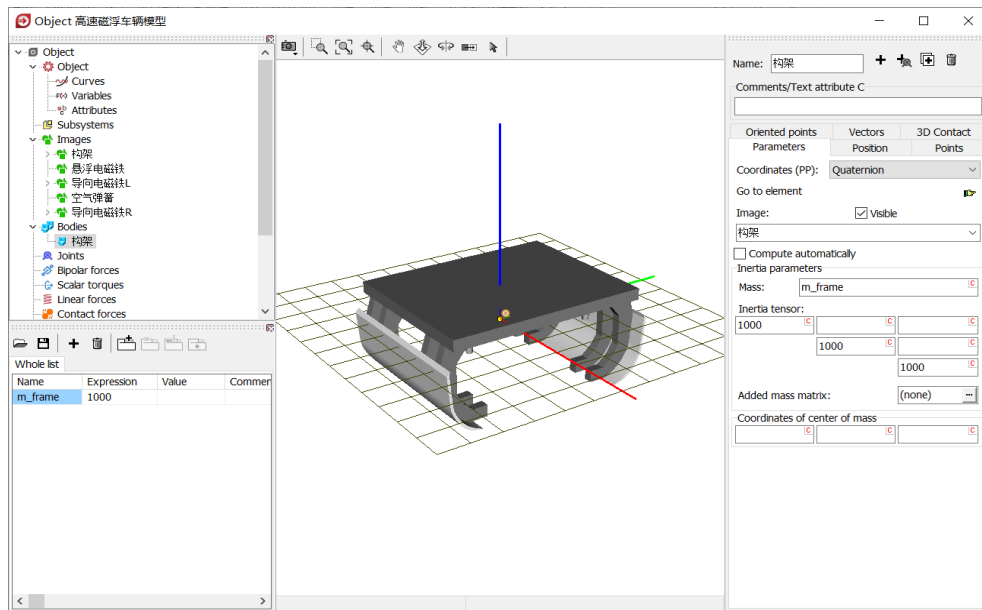 Object 高速磁浮车辆模型
Object
Object
Curves
Variables
Attributes
Subsystems
Images
构架
悬浮电磁铁
导向电磁铁L
空气弹簧
导向电磁铁R
Bodies
构架
Joints
Bipolar forces
Scalar torques
Linear forces
Contact forces
Whole list
Name Expression Value Commen
m_frame 1000
Name: 构架
Comments/Text attribute C
Oriented points Vectors 3D Contact
Parameters Position Points
Coordinates (PP): Quaternion
Go to element
Image: Visible
构架
Compute automatically
Inertia parameters
Mass: m_frame C
Inertia tensor:
1000 C C C
1000 C C
1000 C
Added mass matrix: (none) ...
Coordinates of center of mass
C C C